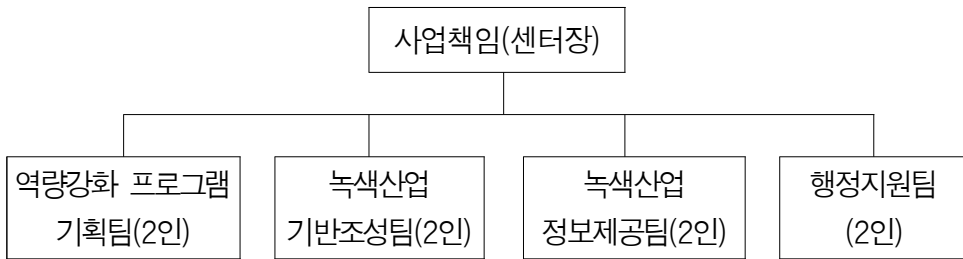 사업책임(센터장)
역량강화 프로그램
기획팀(2인)
녹색산업
기반조성팀(2인)
녹색산업
정보제공팀(2인)
행정지원팀
(2인)